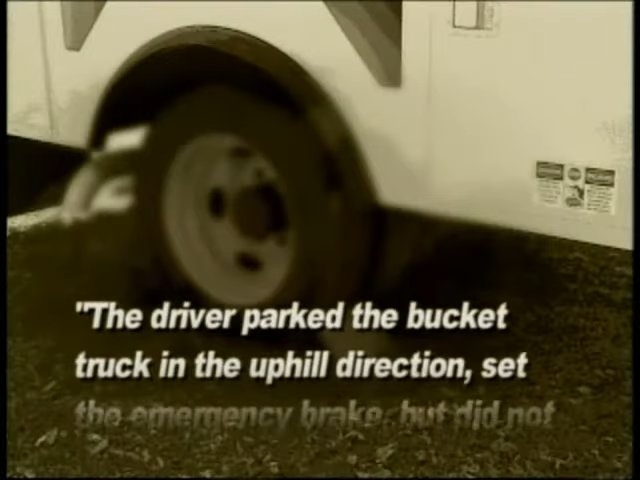 "The driver parked the bucket
truck in the uphill direction, set
the emergency brake, but did not